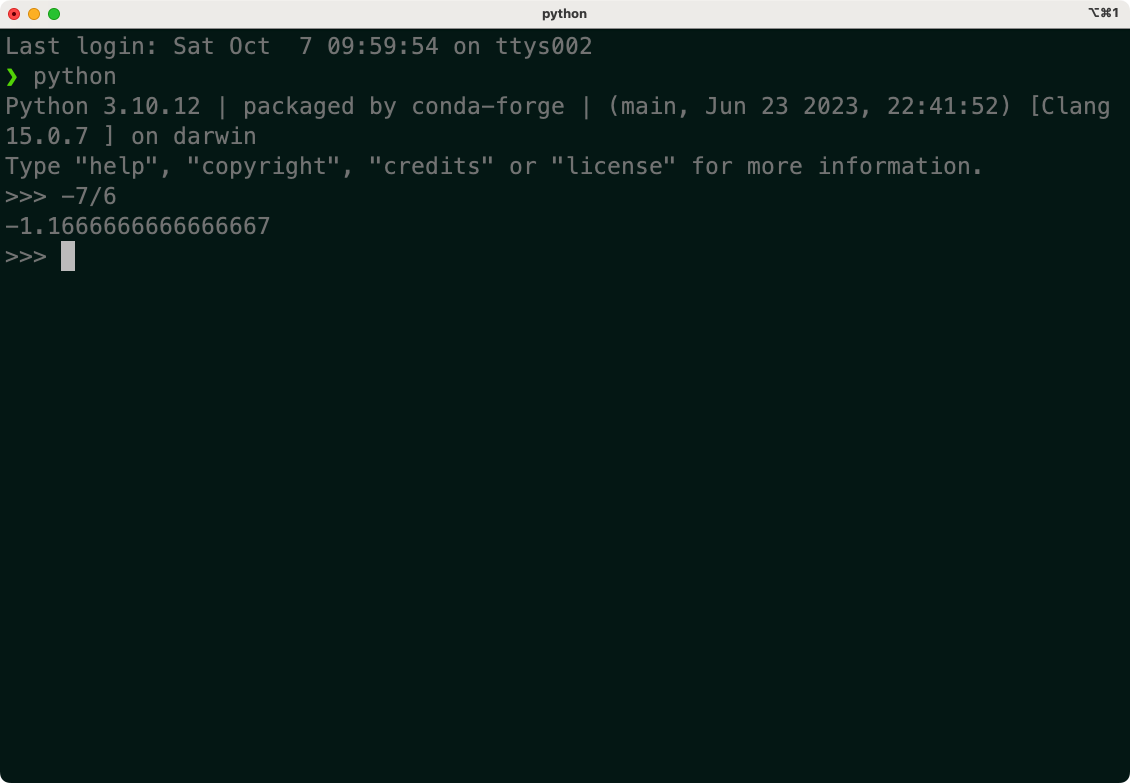 python
⌥⌘1
Last login: Sat Oct  7 09:59:54 on ttys002
❯ python
Python 3.10.12 | packaged by conda-forge | (main, Jun 23 2023, 22:41:52) [Clang
15.0.7 ] on darwin
Type "help", "copyright", "credits" or "license" for more information.
>>> -7/6
-1.1666666666666667
>>>